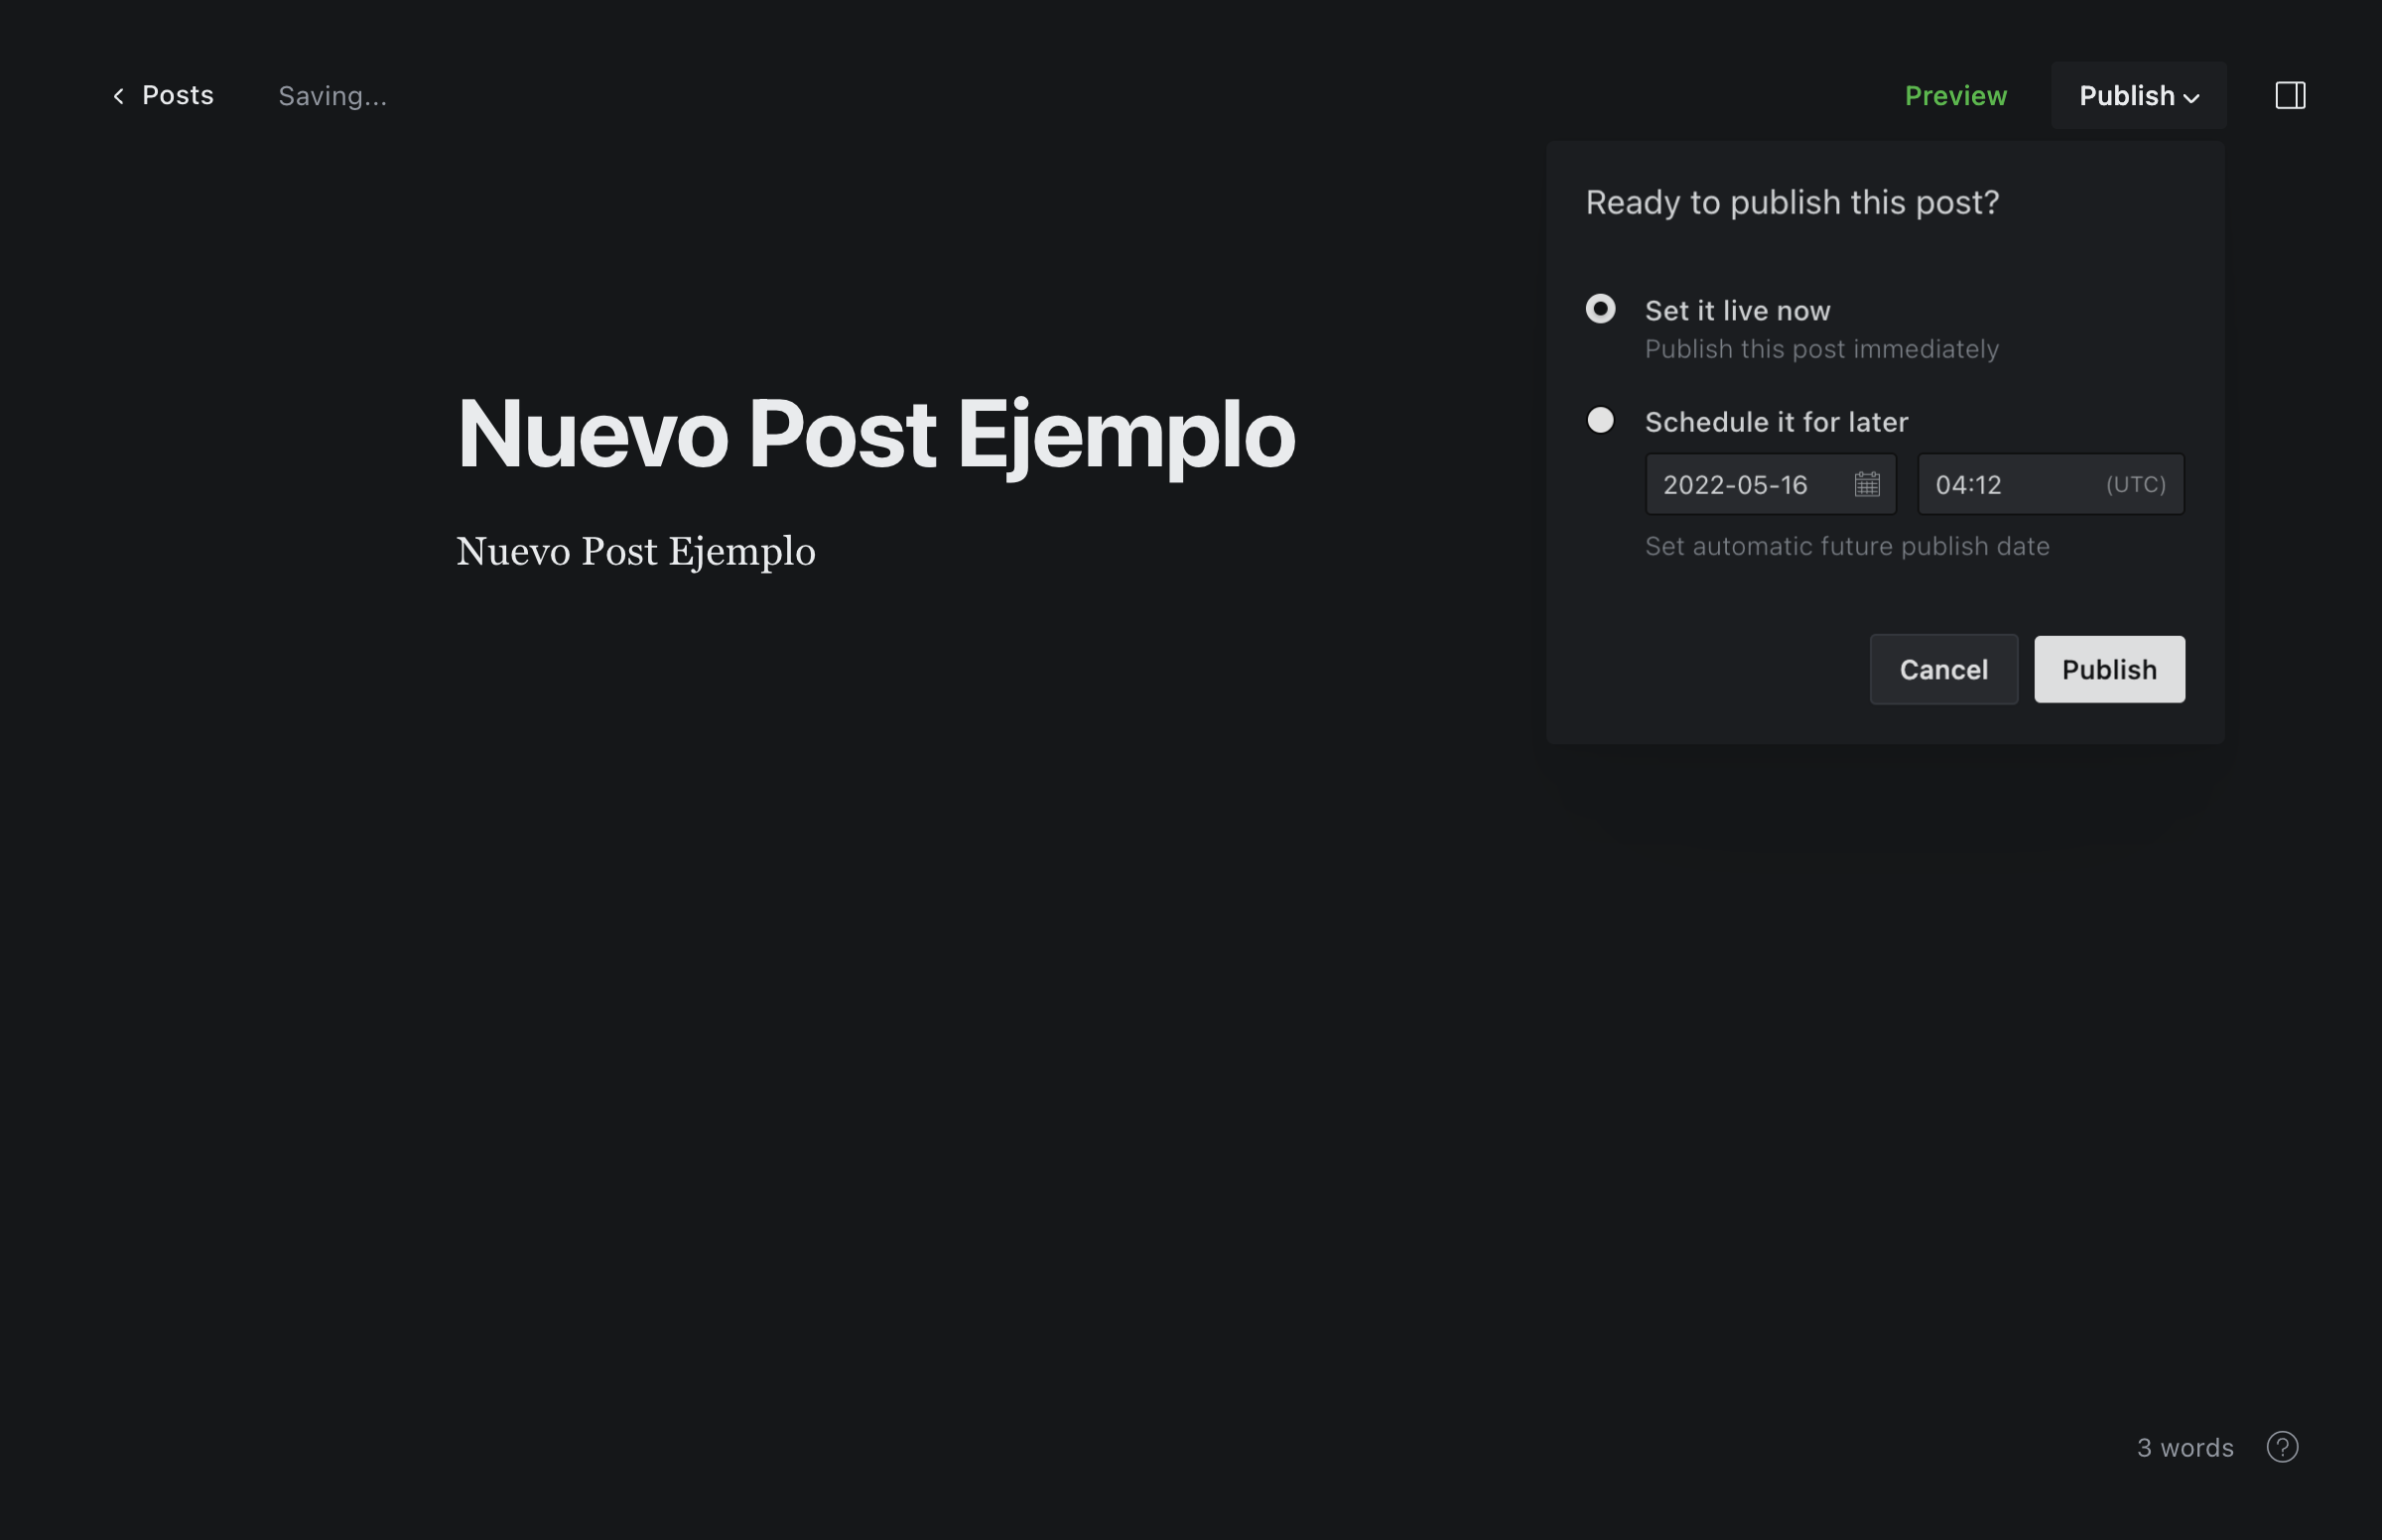 Posts
Saving...
Preview
Publish
Ready to publish this post?
Set it live now
Publish this post immediately
Schedule it for later
2022-05-16
04:12 (UTC)
Set automatic future publish date
Cancel
Publish
Nuevo Post Ejemplo
Nuevo Post Ejemplo
3 words
?